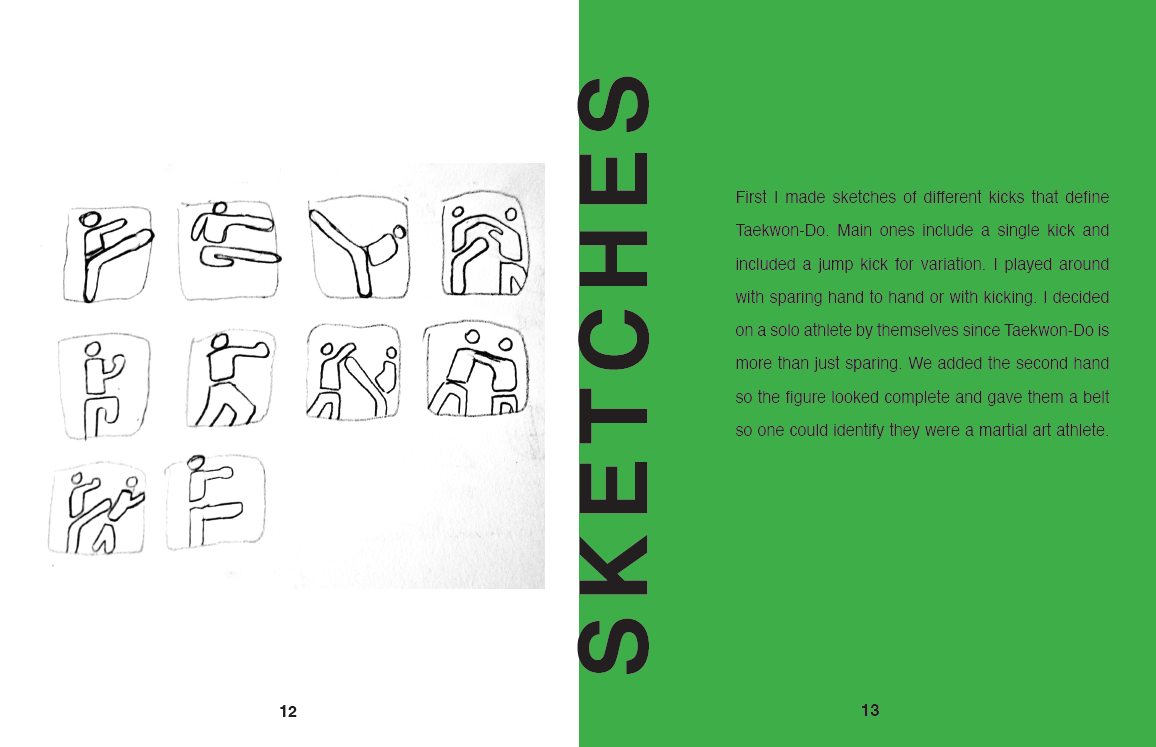 12
SKETCHES
First I made sketches of different kicks that define
Taekwon-Do. Main ones include a single kick and
included a jump kick for variation. I played around
with sparing hand to hand or with kicking. I decided
on a solo athlete by themselves since Taekwon-Do is
more than just sparing. We added the second hand
so the figure looked complete and gave them a belt
so one could identify they were a martial art athlete.
13